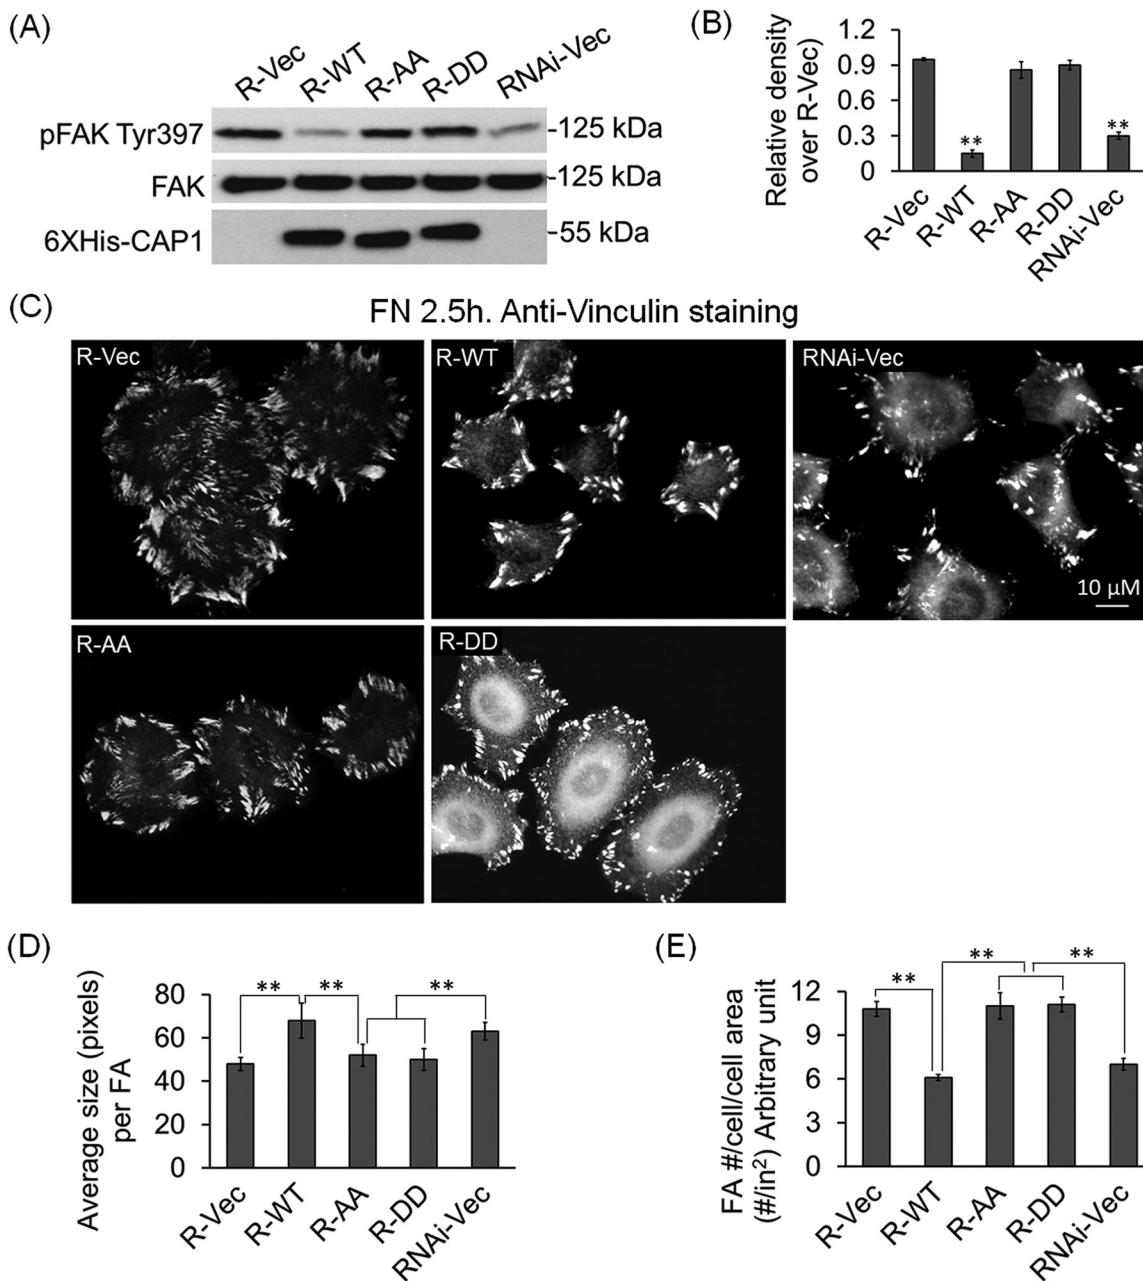 (A)
R-Vec R-WT R-AA R-DD RNAi-Vec
pFAK Tyr397 -125 kDa
FAK -125 kDa
6XHis-CAP1 -55 kDa
(B)
Relative density
over R-Vec)
1.2
0.9
0.6
0.3
0
** **
R-Vec R-WT R-AA R-DD RNAi-Vec
(C)
FN 2.5h. Anti-Vinculin staining
R-Vec
R-WT
RNAi-Vec
10 µM
R-AA
R-DD
(D)
Average size (pixels)
per FA
80
60
40
20
0
** ** **
R-Vec R-WT R-AA R-DD RNAi-Vec
(E)
FA #/cell/cell area
(#/in²) Arbitrary unit
12
9
6
3
0
** ** **
R-Vec R-WT R-AA R-DD RNAi-Vec